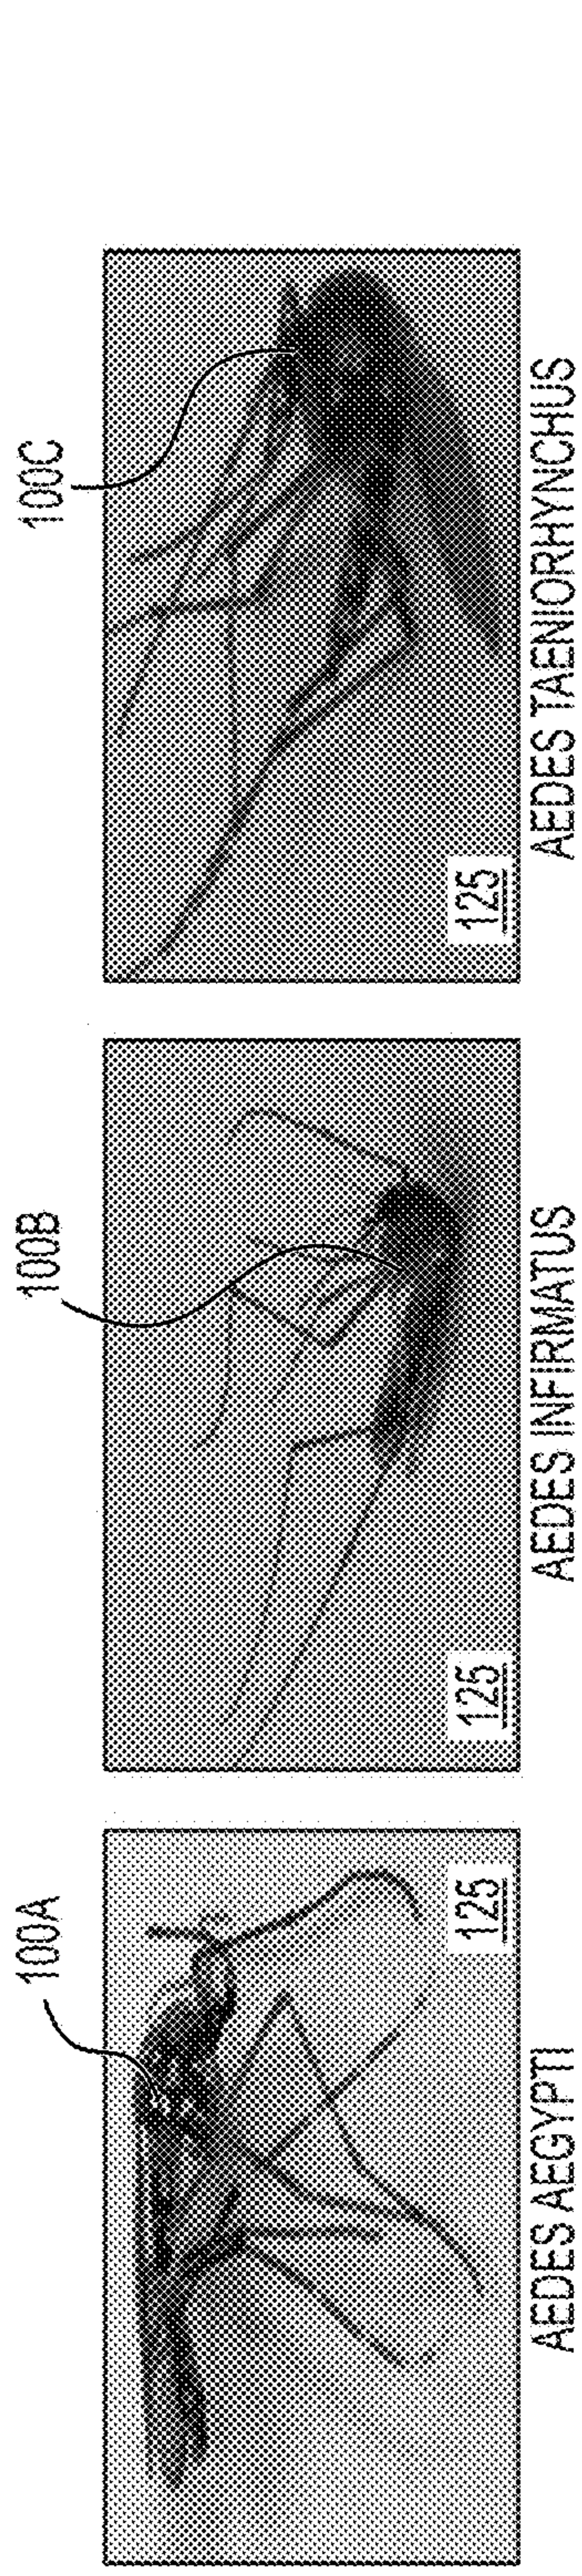 100A
125
AEDES AEGYPTI
100B
125
AEDES INFIRMATUS
100C
125
AEDES TAENIORHYNCHUS